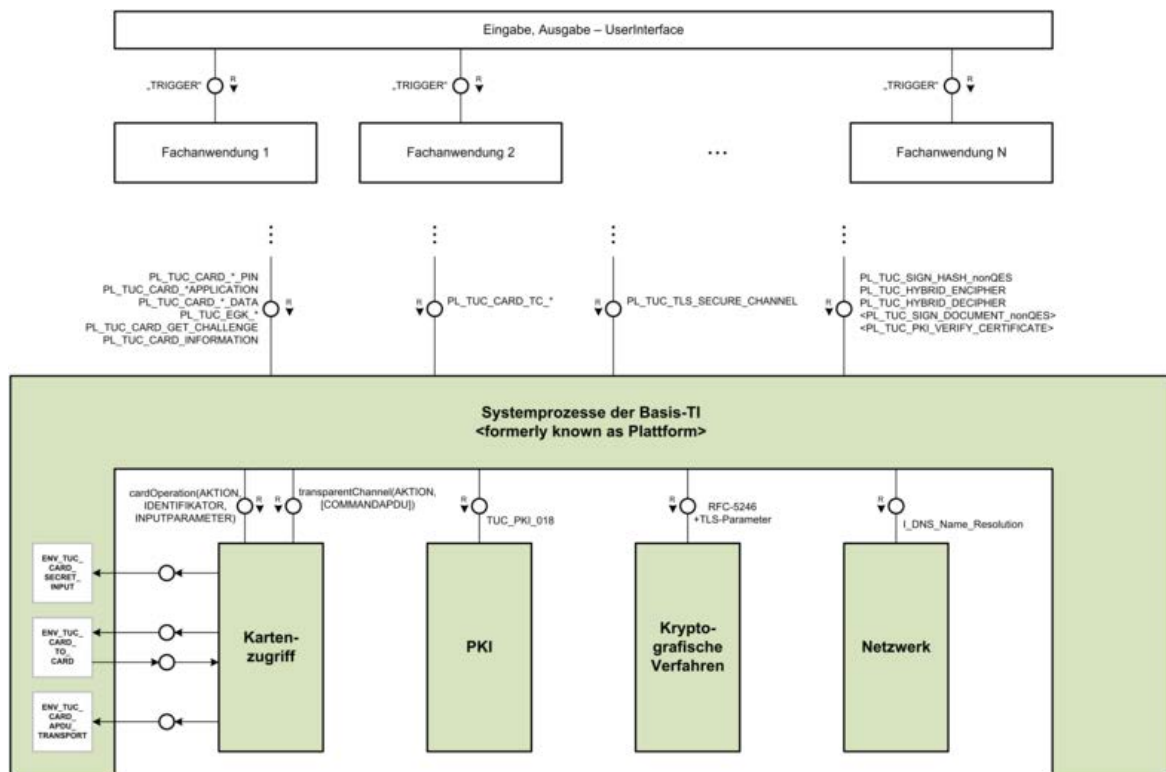 Eingabe, Ausgabe – UserInterface
„TRIGGER"
R
„TRIGGER"
R
„TRIGGER"
R
Fachanwendung 1
Fachanwendung 2
...
Fachanwendung N
PL_TUC_CARD_*_PIN
PL_TUC_CARD_*APPLICATION
PL_TUC_CARD_*_DATA
PL_TUC_EGK_*
PL_TUC_CARD_GET_CHALLENGE
PL_TUC_CARD_INFORMATION
R
R
PL_TUC_CARD_TC_*
R
PL_TUC_TLS_SECURE_CHANNEL
R
PL_TUC_SIGN_HASH_nonQES
PL_TUC_HYBRID_ENCIPHER
PL_TUC_HYBRID_DECIPHER
<PL_TUC_SIGN_DOCUMENT_nonQES>
<PL_TUC_PKI_VERIFY_CERTIFICATE>
Systemprozesse der Basis-TI
<formerly known as Plattform>
cardOperation(AKTION,
IDENTIFIKATOR,
INPUTPARAMETER)
R
R
transparentChannel(AKTION,
[COMMANDAPDU])
R
TUC_PKI_018
R
RFC-5246
+TLS-Parameter
R
I_DNS_Name_Resolution
ENV_TUC_
CARD_
SECRET_
INPUT
ENV_TUC_
CARD_
TO_
CARD
ENV_TUC_
CARD_
APDU_
TRANSPORT
Karten-
zugriff
PKI
Krypto-
grafische
Verfahren
Netzwerk